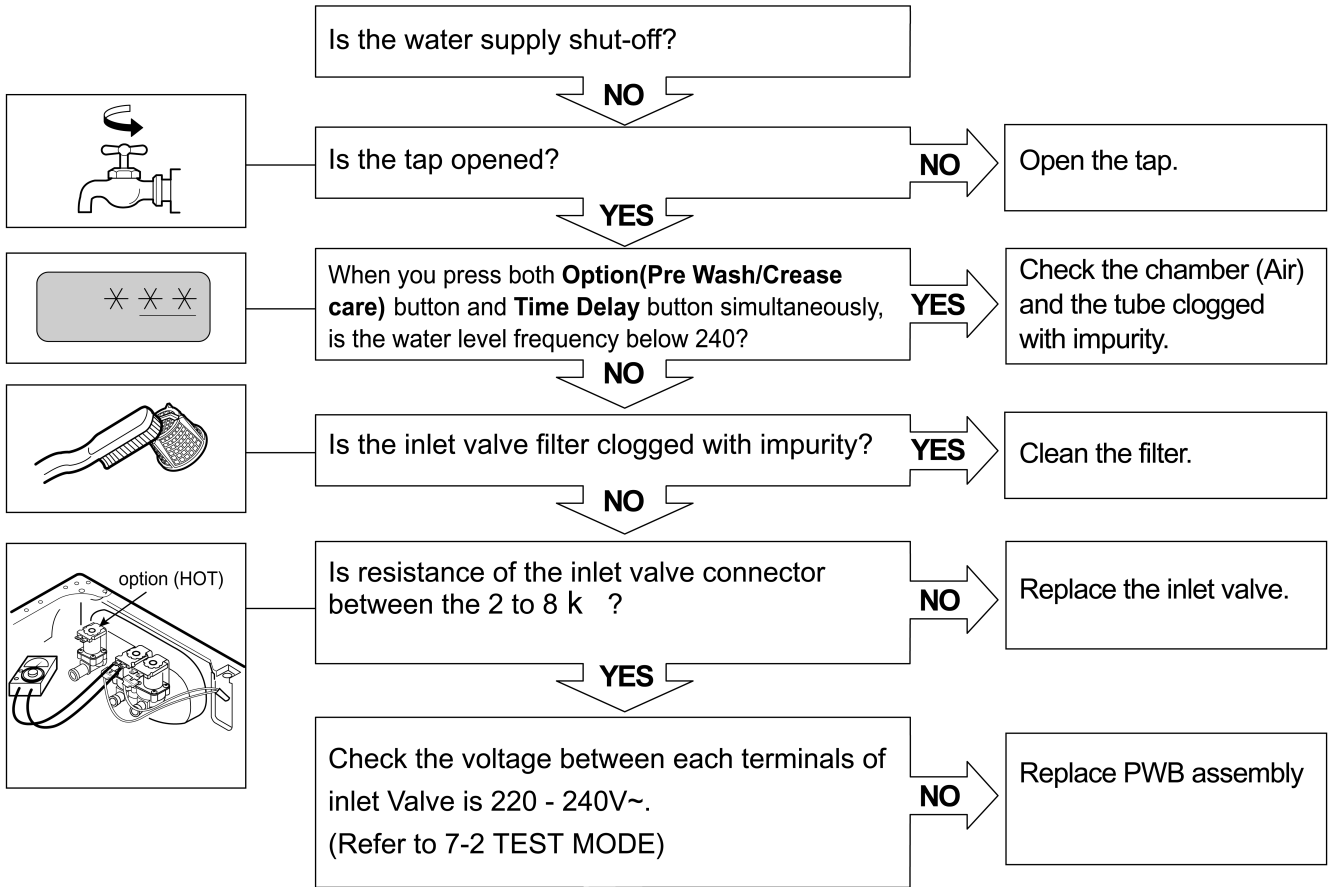 Is the water supply shut-off?
NO
Is the tap opened?
NO
Open the tap.
YES
When you press both Option(Pre Wash/Crease
care) button and Time Delay button simultaneously,
is the water level frequency below 240?
YES
Check the chamber (Air)
and the tube clogged
with impurity.
NO
Is the inlet valve filter clogged with impurity?
YES
Clean the filter.
NO
option (HOT)
Is resistance of the inlet valve connector
between the 2 to 8 k ?
NO
Replace the inlet valve.
YES
Check the voltage between each terminals of
inlet Valve is 220 - 240V~.
(Refer to 7-2 TEST MODE)
NO
Replace PWB assembly